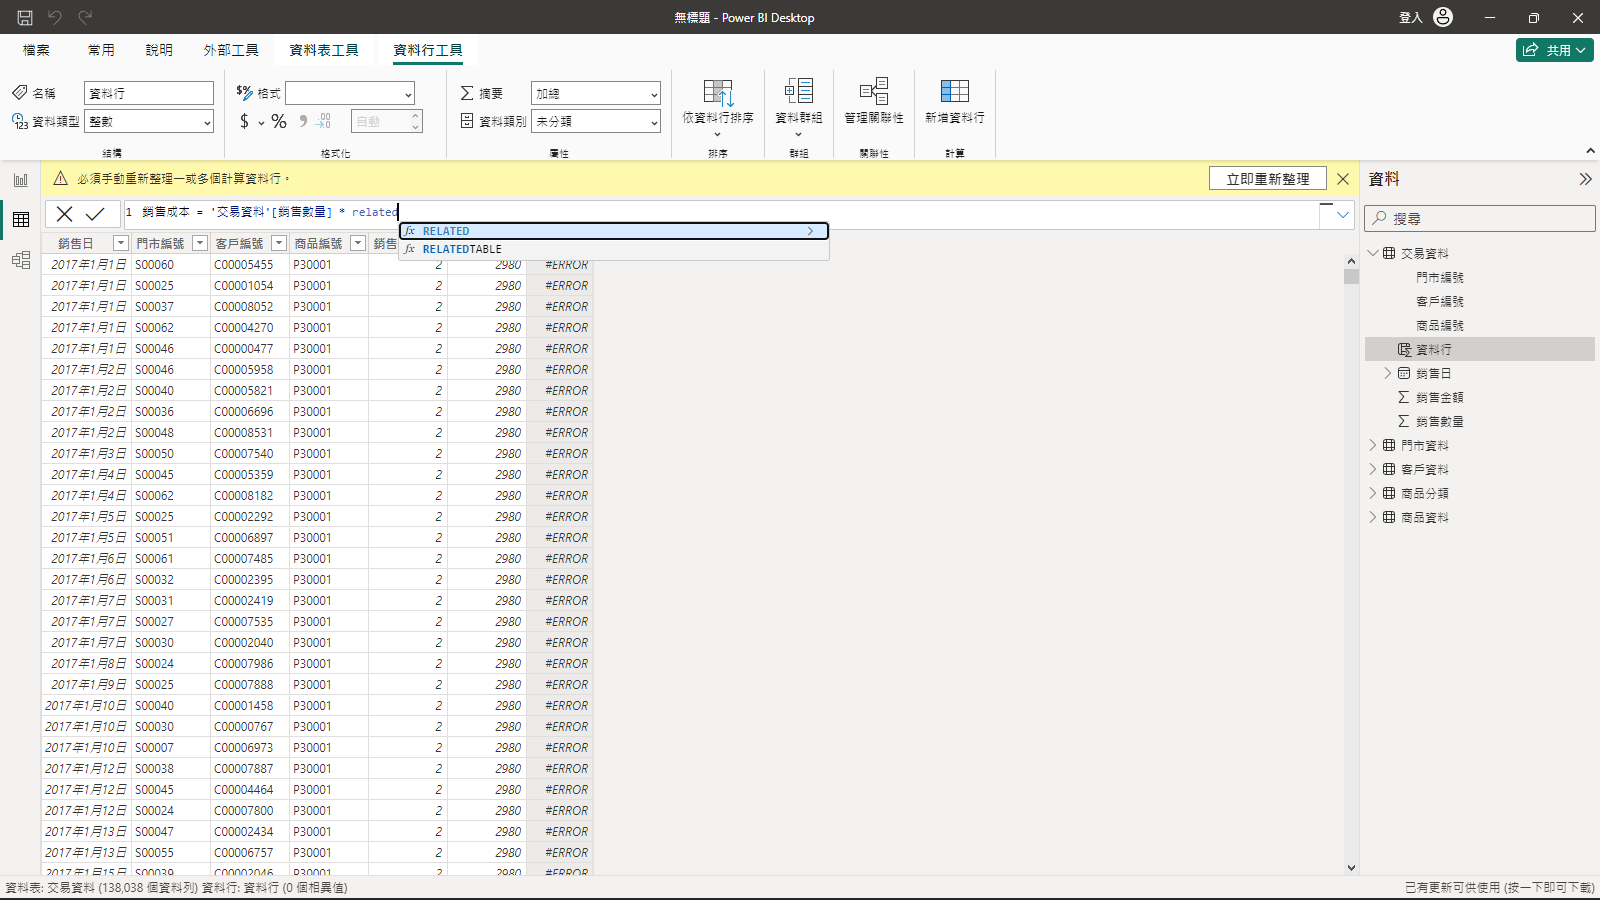 無標題 - Power BI Desktop
登入
檔案 常用 說明 外部工具 資料表工具 資料行工具
共用
名稱 資料行
資料類型 整數
結構
$% 格式
$ % 自動
格式化
摘要 加總
資料類別 未分類
屬性
依資料行排序
排序
資料群組
群組
管理關聯性
關聯性
新增資料行
計算
必須手動重新整理一或多個計算資料行。
立即重新整理
1 銷售成本 = '交易資料'[銷售數量] * related
fx RELATED
fx RELATEDTABLE
銷售日 門市編號 客戶編號 商品編號 銷售
2017年1月1日 S00060 C00005455 P30001 2 2980 #ERROR
2017年1月1日 S00025 C00001054 P30001 2 2980 #ERROR
2017年1月1日 S00037 C00008052 P30001 2 2980 #ERROR
2017年1月1日 S00062 C00004270 P30001 2 2980 #ERROR
2017年1月1日 S00046 C00000477 P30001 2 2980 #ERROR
2017年1月2日 S00046 C00005958 P30001 2 2980 #ERROR
2017年1月2日 S00040 C00005821 P30001 2 2980 #ERROR
2017年1月2日 S00036 C00006696 P30001 2 2980 #ERROR
2017年1月2日 S00048 C00008531 P30001 2 2980 #ERROR
2017年1月3日 S00050 C00007540 P30001 2 2980 #ERROR
2017年1月4日 S00045 C00005359 P30001 2 2980 #ERROR
2017年1月4日 S00062 C00008182 P30001 2 2980 #ERROR
2017年1月5日 S00025 C00002292 P30001 2 2980 #ERROR
2017年1月5日 S00051 C00006897 P30001 2 2980 #ERROR
2017年1月6日 S00061 C00007485 P30001 2 2980 #ERROR
2017年1月6日 S00032 C00002395 P30001 2 2980 #ERROR
2017年1月7日 S00031 C00002419 P30001 2 2980 #ERROR
2017年1月7日 S00027 C00007535 P30001 2 2980 #ERROR
2017年1月7日 S00030 C00002040 P30001 2 2980 #ERROR
2017年1月8日 S00024 C00007986 P30001 2 2980 #ERROR
2017年1月9日 S00025 C00007888 P30001 2 2980 #ERROR
2017年1月10日 S00040 C00001458 P30001 2 2980 #ERROR
2017年1月10日 S00030 C00000767 P30001 2 2980 #ERROR
2017年1月10日 S00007 C00006973 P30001 2 2980 #ERROR
2017年1月12日 S00038 C00007887 P30001 2 2980 #ERROR
2017年1月12日 S00045 C00004464 P30001 2 2980 #ERROR
2017年1月12日 S00024 C00007800 P30001 2 2980 #ERROR
2017年1月13日 S00047 C00002434 P30001 2 2980 #ERROR
2017年1月13日 S00055 C00006757 P30001 2 2980 #ERROR
2017年1月15日 S00039 C00002046 P30001 2 2980 #ERROR
資料
搜尋
交易資料
門市編號
客戶編號
商品編號
資料行
銷售日
銷售金額
銷售數量
門市資料
客戶資料
商品分類
商品資料
資料表: 交易資料 (138,038 個資料列) 資料行: 資料行 (0 個相異值)
已有更新可供使用 (按一下即可下載)